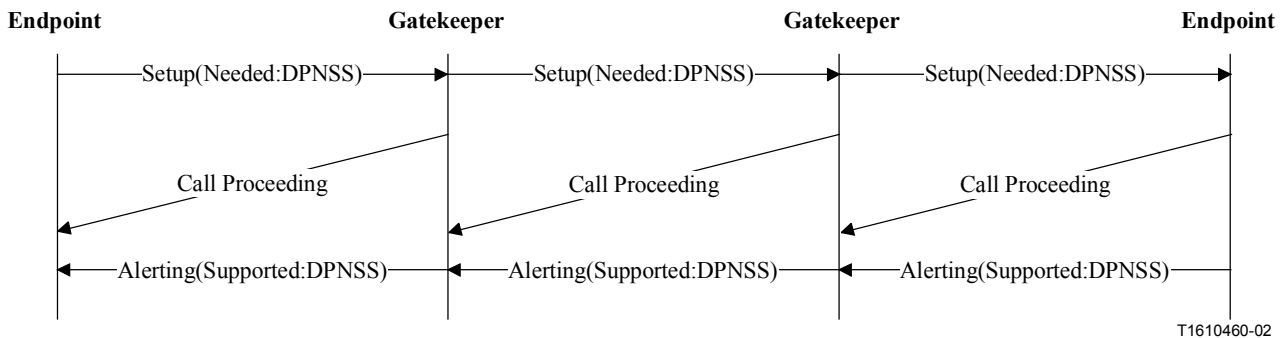 Endpoint Gatekeeper Gatekeeper Endpoint
Setup(Needed:DPNSS) Setup(Needed:DPNSS) Setup(Needed:DPNSS)
Call Proceeding Call Proceeding Call Proceeding
Alerting(Supported:DPNSS) Alerting(Supported:DPNSS) Alerting(Supported:DPNSS)
T1610460-02